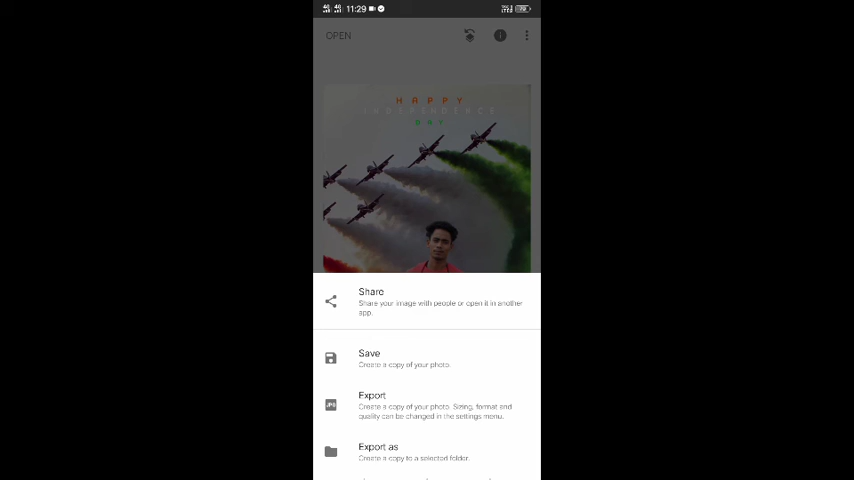 11:29
OPEN
HAPPY
INDEPENDENCE
DAY
Share
Share your image with people or open it in another
app.
Save
Create a copy of your photo.
Export
JPG
Create a copy of your photo. Sizing, format and
quality can be changed in the settings menu.
Export as
Create a copy to a selected folder.